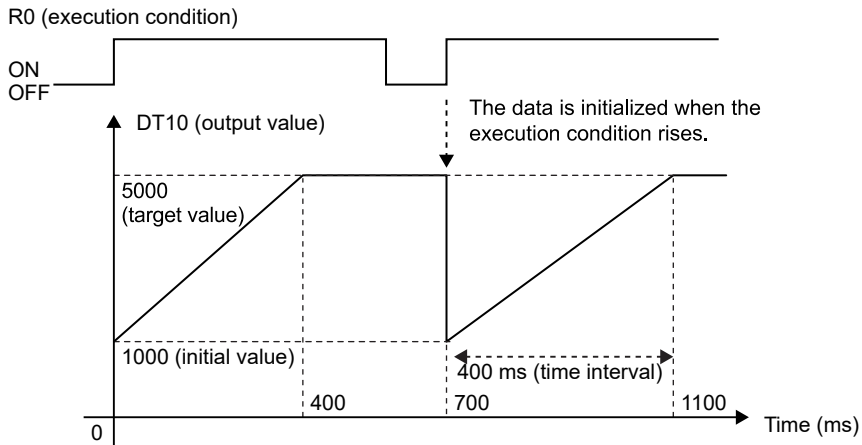 R0 (execution condition)
ON
OFF
DT10 (output value)
The data is initialized when the
execution condition rises.
5000
(target value)
1000 (initial value)
400 ms (time interval)
400
700
1100
0
Time (ms)